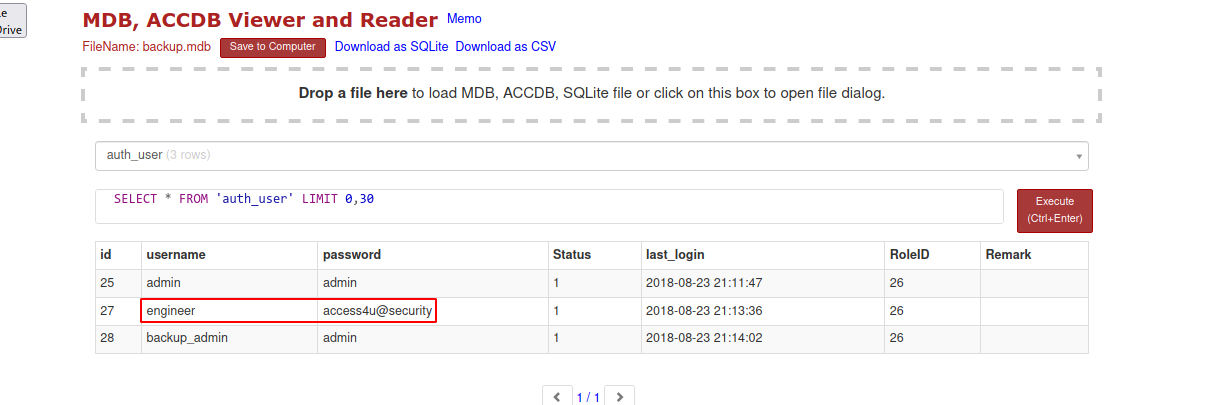 le
Drive
MDB, ACCDB Viewer and Reader Memo
FileName: backup.mdb Save to Computer Download as SQLite Download as CSV
Drop a file here to load MDB, ACCDB, SQLite file or click on this box to open file dialog.
auth_user (3 rows)
SELECT * FROM 'auth_user' LIMIT 0,30
Execute
(Ctrl+Enter)
id username password Status last_login RoleID Remark
25 admin admin 1 2018-08-23 21:11:47 26
27 engineer access4u@security 1 2018-08-23 21:13:36 26
28 backup_admin admin 1 2018-08-23 21:14:02 26
1 / 1